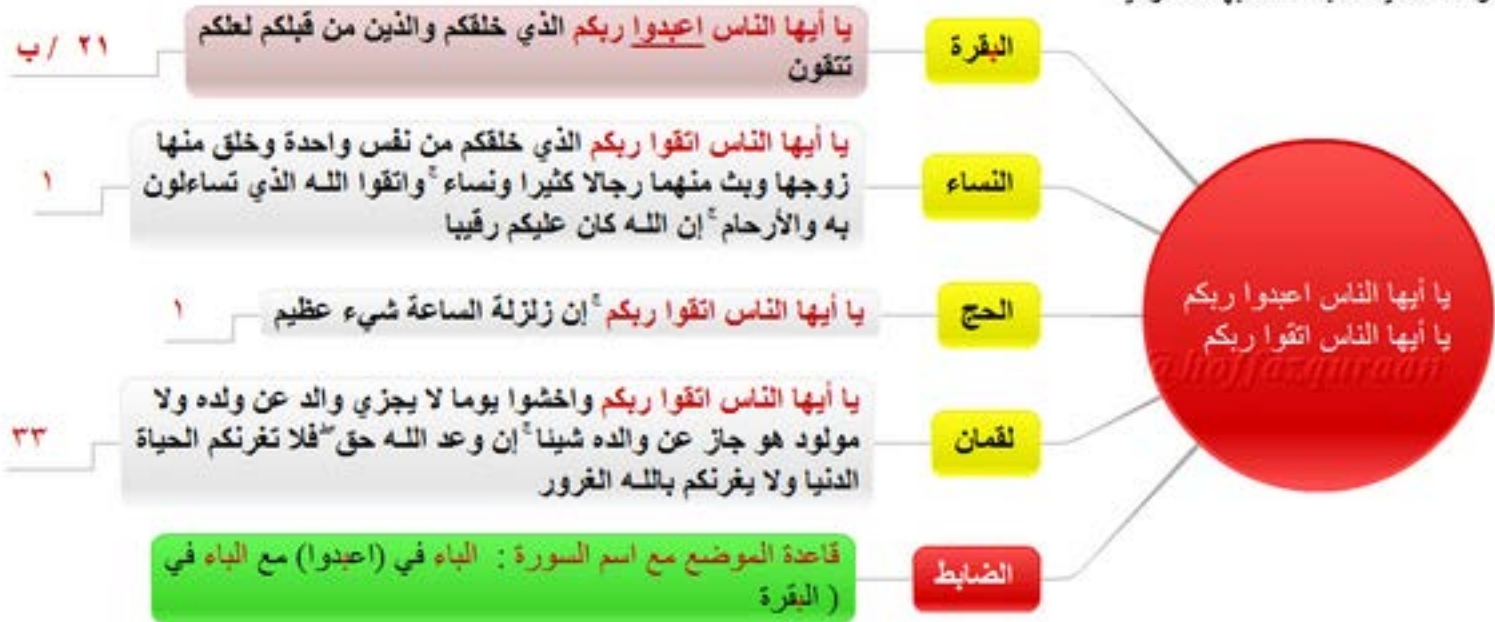 البقرة
يا أيها الناس اعبدوا ربكم الذي خلقكم والذين من قبلكم لعلكم
تتقون
٢١ / ب
النساء
يا أيها الناس اتقوا ربكم الذي خلقكم من نفس واحدة وخلق منها
زوجها وبث منهما رجالا كثيرا ونساء ۚ واتقوا اللـه الذي تساءلون
به والأرحام ۚ إن اللـه كان عليكم رقيبا
١
الحج
يا أيها الناس اتقوا ربكم ۚ إن زلزلة الساعة شيء عظيم
١
يا أيها الناس اعبدوا ربكم
يا أيها الناس اتقوا ربكم
@hoffazquraan
لقمان
يا أيها الناس اتقوا ربكم واخشوا يوما لا يجزي والد عن ولده ولا
مولود هو جاز عن والده شيئا ۚ إن وعد اللـه حق ۖ فلا تغرنكم الحياة
الدنيا ولا يغرنكم باللـه الغرور
٣٣
الضابط
قاعدة الموضع مع اسم السورة : الباء في (اعبدوا) مع الباء في
( البقرة